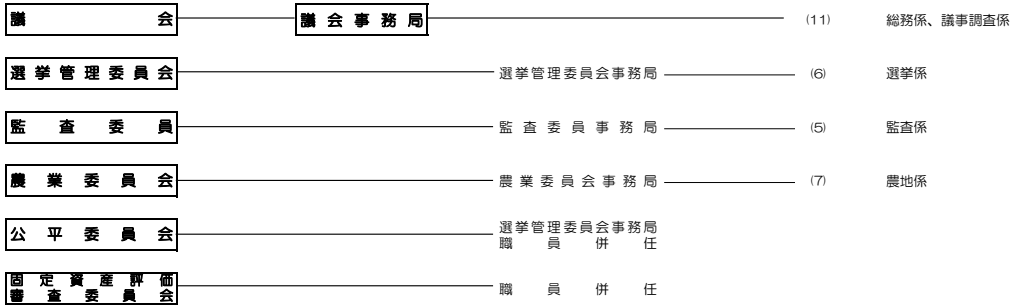 議会 議会事務局 (11) 総務係、議事調査係
選挙管理委員会 選挙管理委員会事務局 (6) 選挙係
監査委員 監査委員事務局 (5) 監査係
農業委員会 農業委員会事務局 (7) 農地係
公平委員会 選挙管理委員会事務局
職員併任
固定資産評価
審査委員会 職員併任